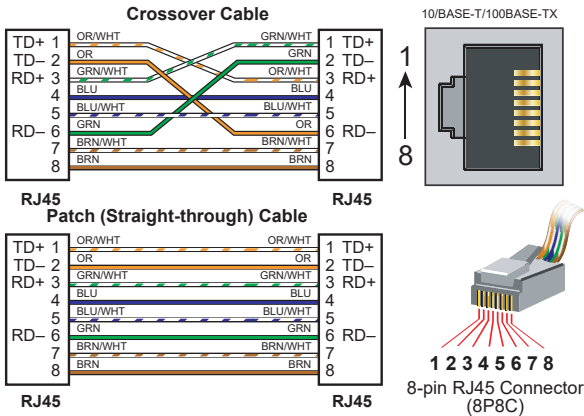 Crossover Cable
TD+ 1 OR/WHT GRN/WHT 1 TD+
TD– 2 OR GRN 2 TD–
RD+ 3 GRN/WHT OR/WHT 3 RD+
4 BLU BLU 4
5 BLU/WHT BLU/WHT 5
RD– 6 GRN OR 6 RD–
7 BRN/WHT BRN/WHT 7
8 BRN BRN 8
RJ45 RJ45
10/BASE-T/100BASE-TX
1
8
Patch (Straight-through) Cable
TD+ 1 OR/WHT OR/WHT 1 TD+
TD– 2 OR OR 2 TD–
RD+ 3 GRN/WHT GRN/WHT 3 RD+
4 BLU BLU 4
5 BLU/WHT BLU/WHT 5
RD– 6 GRN GRN 6 RD–
7 BRN/WHT BRN/WHT 7
8 BRN BRN 8
RJ45 RJ45
1 2 3 4 5 6 7 8
8-pin RJ45 Connector
(8P8C)